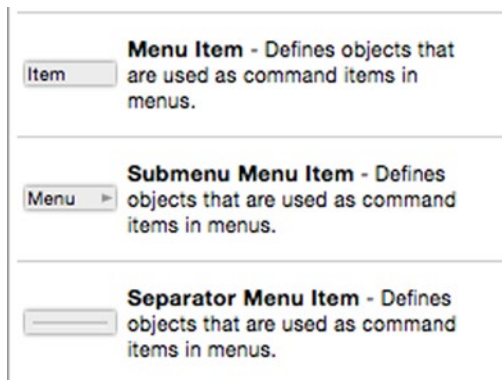 Menu Item - Defines objects that
Item
are used as command items in
menus.
Submenu Menu Item - Defines
Menu
objects that are used as command
items in menus.
Separator Menu Item - Defines
objects that are used as command
items in menus.